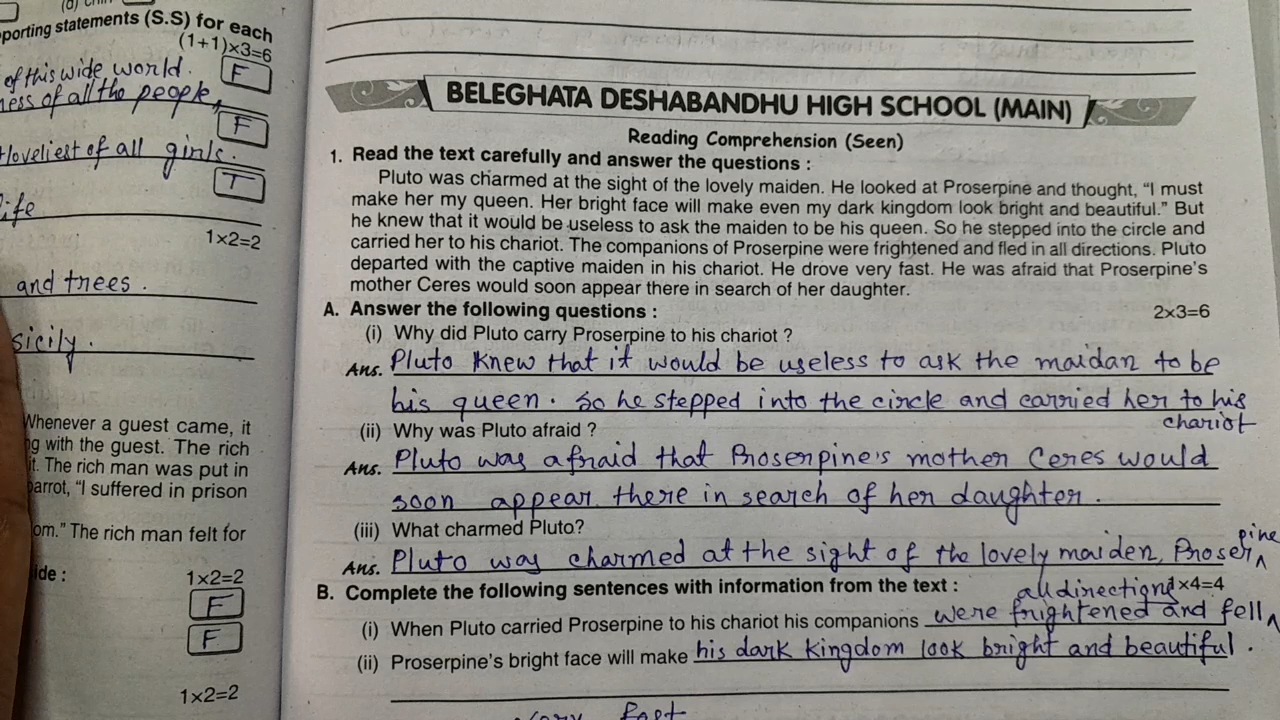 porting statements (S.S) for each
(1+1)×3=6
of this wide world.
F
ness of all the people,
F
loveliest of all girls.
T
life
1×2=2
and trees.
sicily.
Whenever a guest came, it
ng with the guest. The rich
it. The rich man was put in
parrot, "I suffered in prison
om." The rich man felt for
ide :
1×2=2
F
F
1×2=2
BELEGHATA DESHABANDHU HIGH SCHOOL (MAIN)
Reading Comprehension (Seen)
1. Read the text carefully and answer the questions :
Pluto was charmed at the sight of the lovely maiden. He looked at Proserpine and thought, "I must
make her my queen. Her bright face will make even my dark kingdom look bright and beautiful." But
he knew that it would be useless to ask the maiden to be his queen. So he stepped into the circle and
carried her to his chariot. The companions of Proserpine were frightened and fled in all directions. Pluto
departed with the captive maiden in his chariot. He drove very fast. He was afraid that Proserpine's
mother Ceres would soon appear there in search of her daughter.
A. Answer the following questions : 2×3=6
(i) Why did Pluto carry Proserpine to his chariot ?
Ans. Pluto knew that it would be useless to ask the maidan to be
his queen. So he stepped into the circle and carried her to his
chariot
(ii) Why was Pluto afraid ?
Ans. Pluto was afraid that Proserpine's mother Ceres would
soon appear there in search of her daughter.
(iii) What charmed Pluto?
Ans. Pluto was charmed at the sight of the lovely maiden, Proserpine
B. Complete the following sentences with information from the text : 1×4=4
all directions
(i) When Pluto carried Proserpine to his chariot his companions were frightened and fell
(ii) Proserpine's bright face will make his dark kingdom look bright and beautiful.
very fast